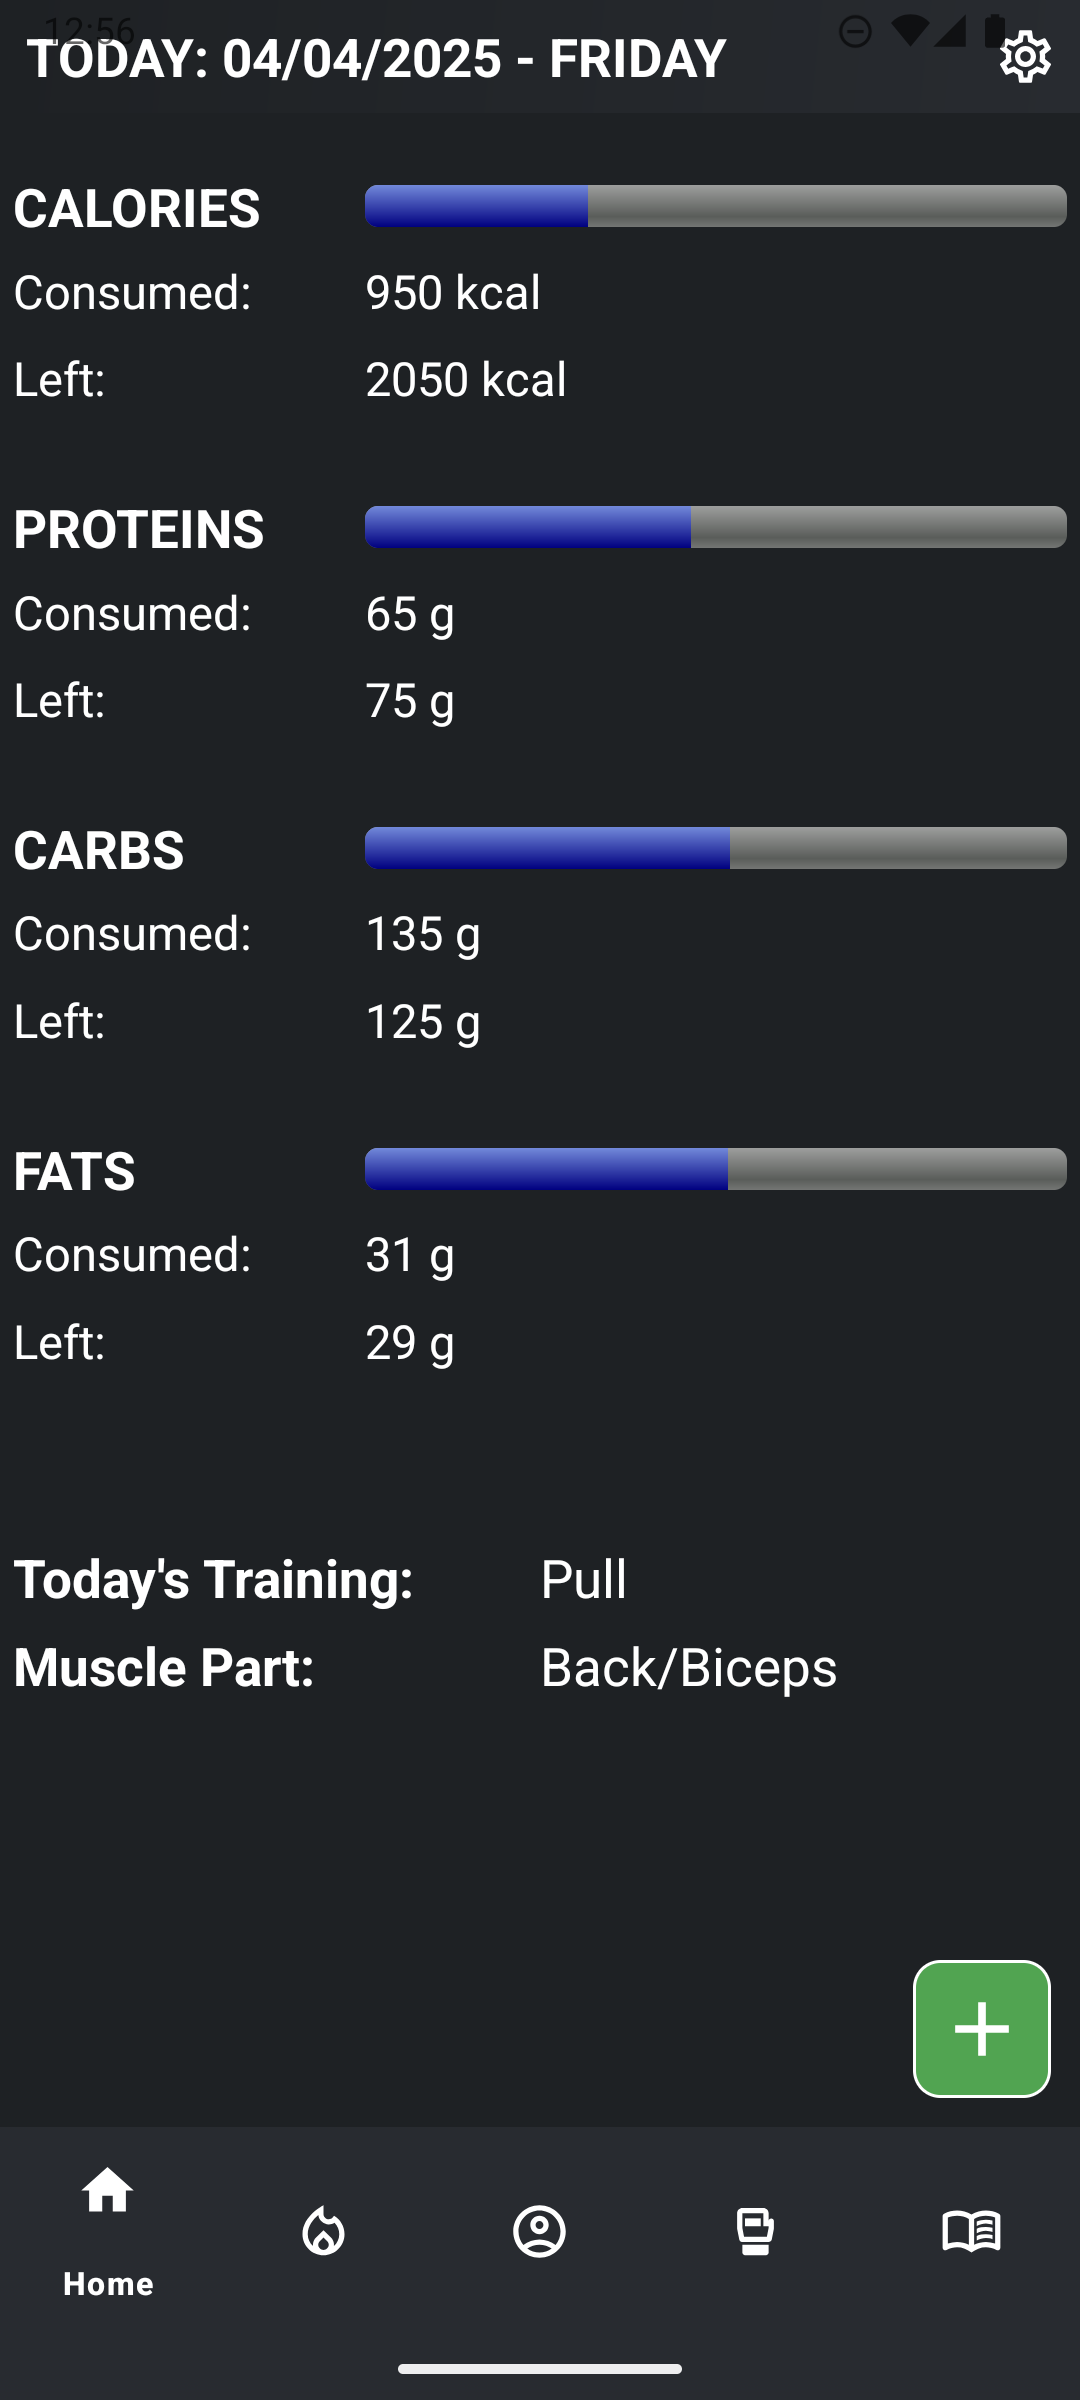 12:56
TODAY: 04/04/2025 - FRIDAY
CALORIES
Consumed: 950 kcal
Left: 2050 kcal
PROTEINS
Consumed: 65 g
Left: 75 g
CARBS
Consumed: 135 g
Left: 125 g
FATS
Consumed: 31 g
Left: 29 g
Today's Training: Pull
Muscle Part: Back/Biceps
Home